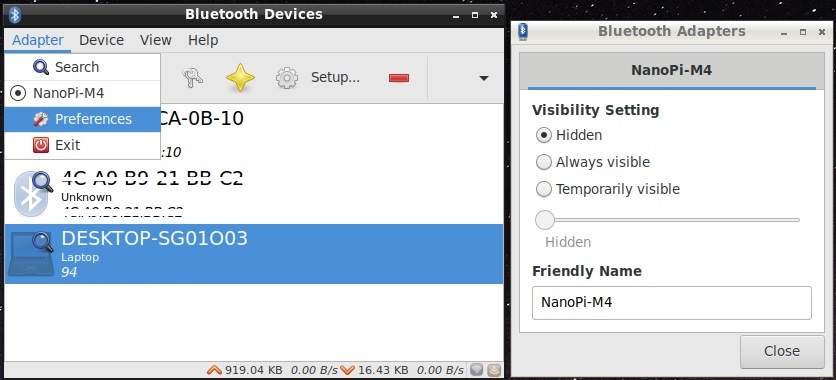 Bluetooth Devices
Adapter Device View Help
Search
NanoPi-M4
Preferences
Exit
Setup...
CA-0B-10
:10
4C-A9-B9-21-BB-C2
Unknown
DESKTOP-SG01O03
Laptop
94
919.04 KB 0.00 B/s 16.43 KB 0.00 B/s
Bluetooth Adapters
NanoPi-M4
Visibility Setting
Hidden
Always visible
Temporarily visible
Hidden
Friendly Name
NanoPi-M4
Close